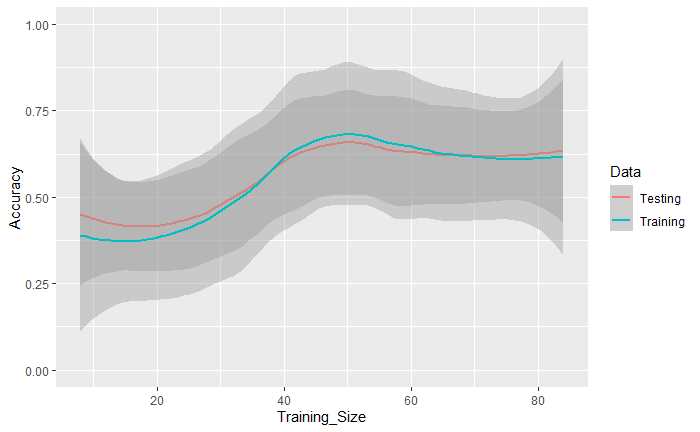 1.00
0.75
0.50
0.25
0.00
Accuracy
20 40 60 80
Training_Size
Data
Testing
Training